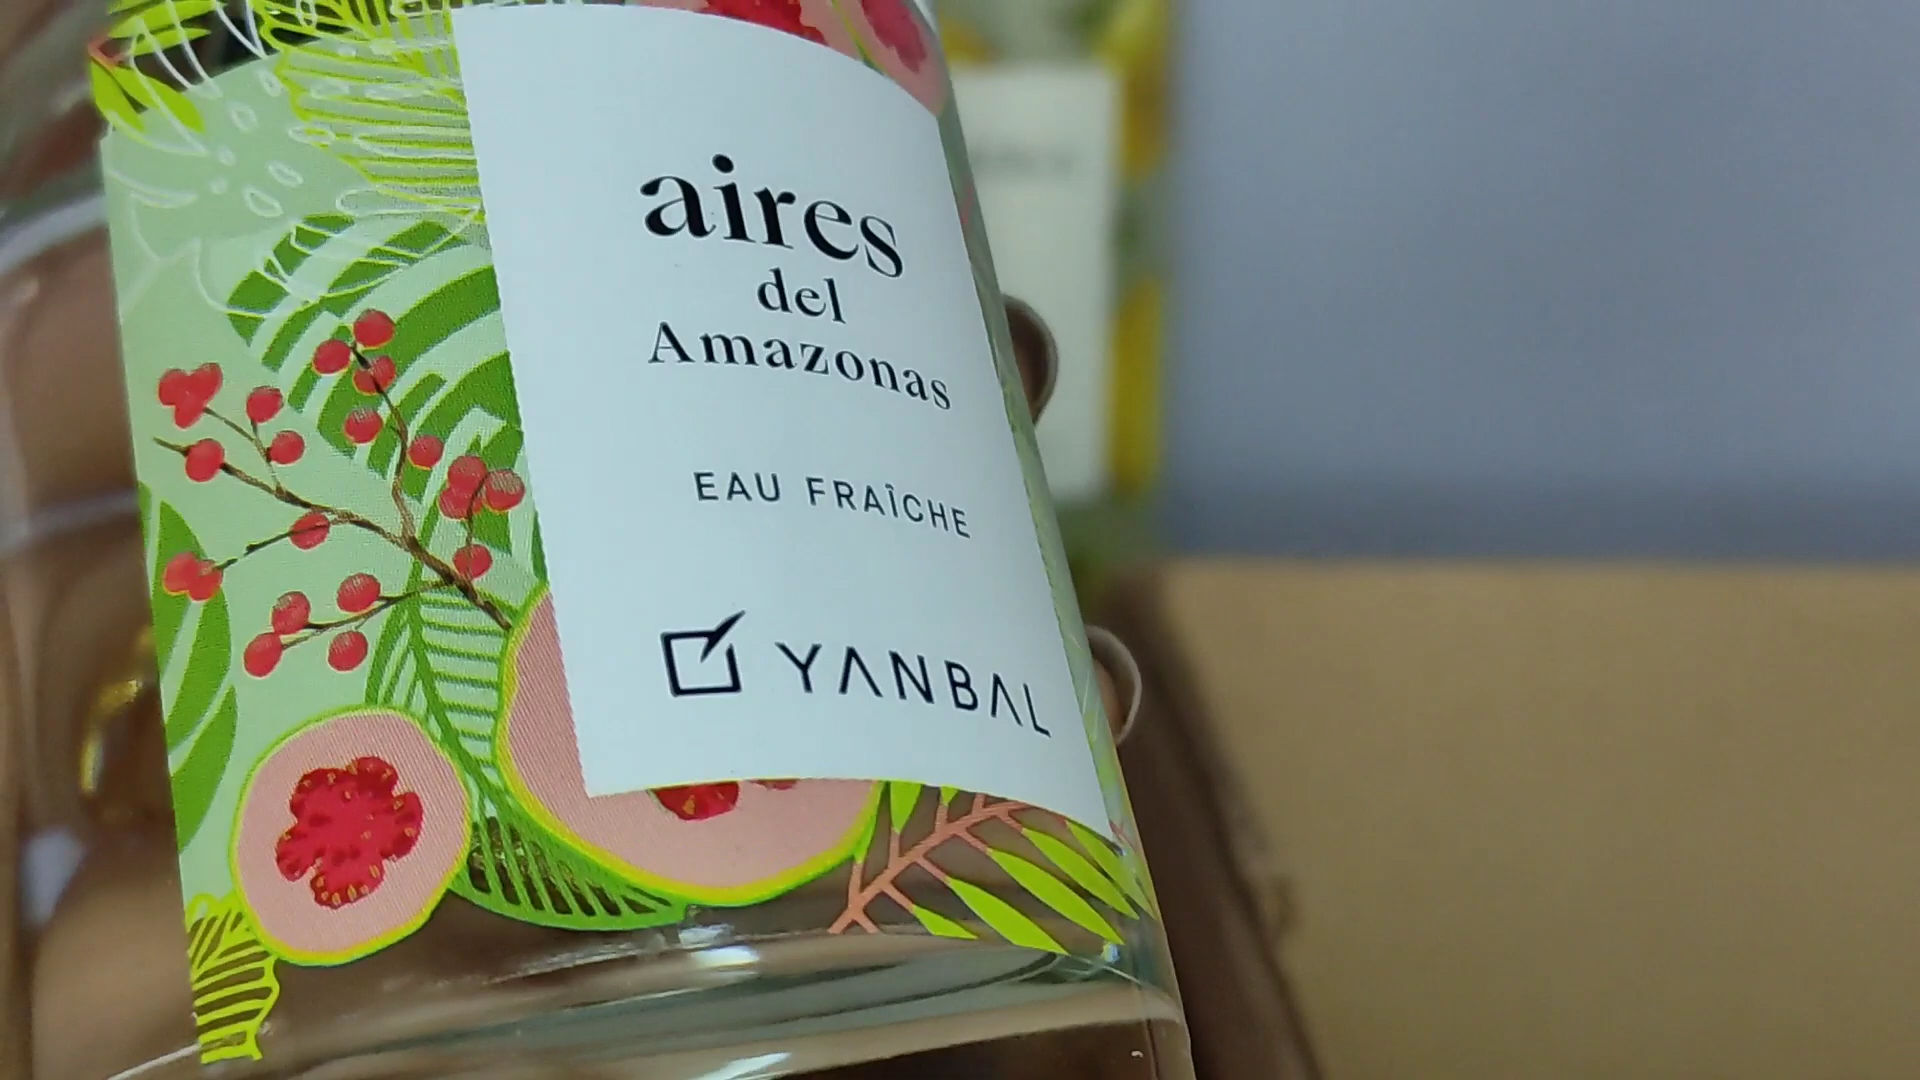 aires
del
Amazonas
EAU FRAÎCHE
YANBAL